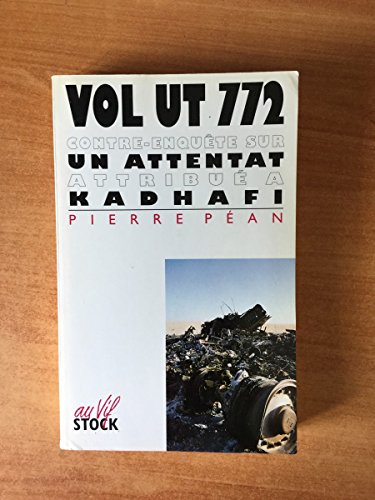 VOL UT 772
CONTRE-ENQUÊTE SUR
UN ATTENTAT
ATTRIBUÉ A
KADHAFI
PIERRE PÉAN
au Vif
STOCK